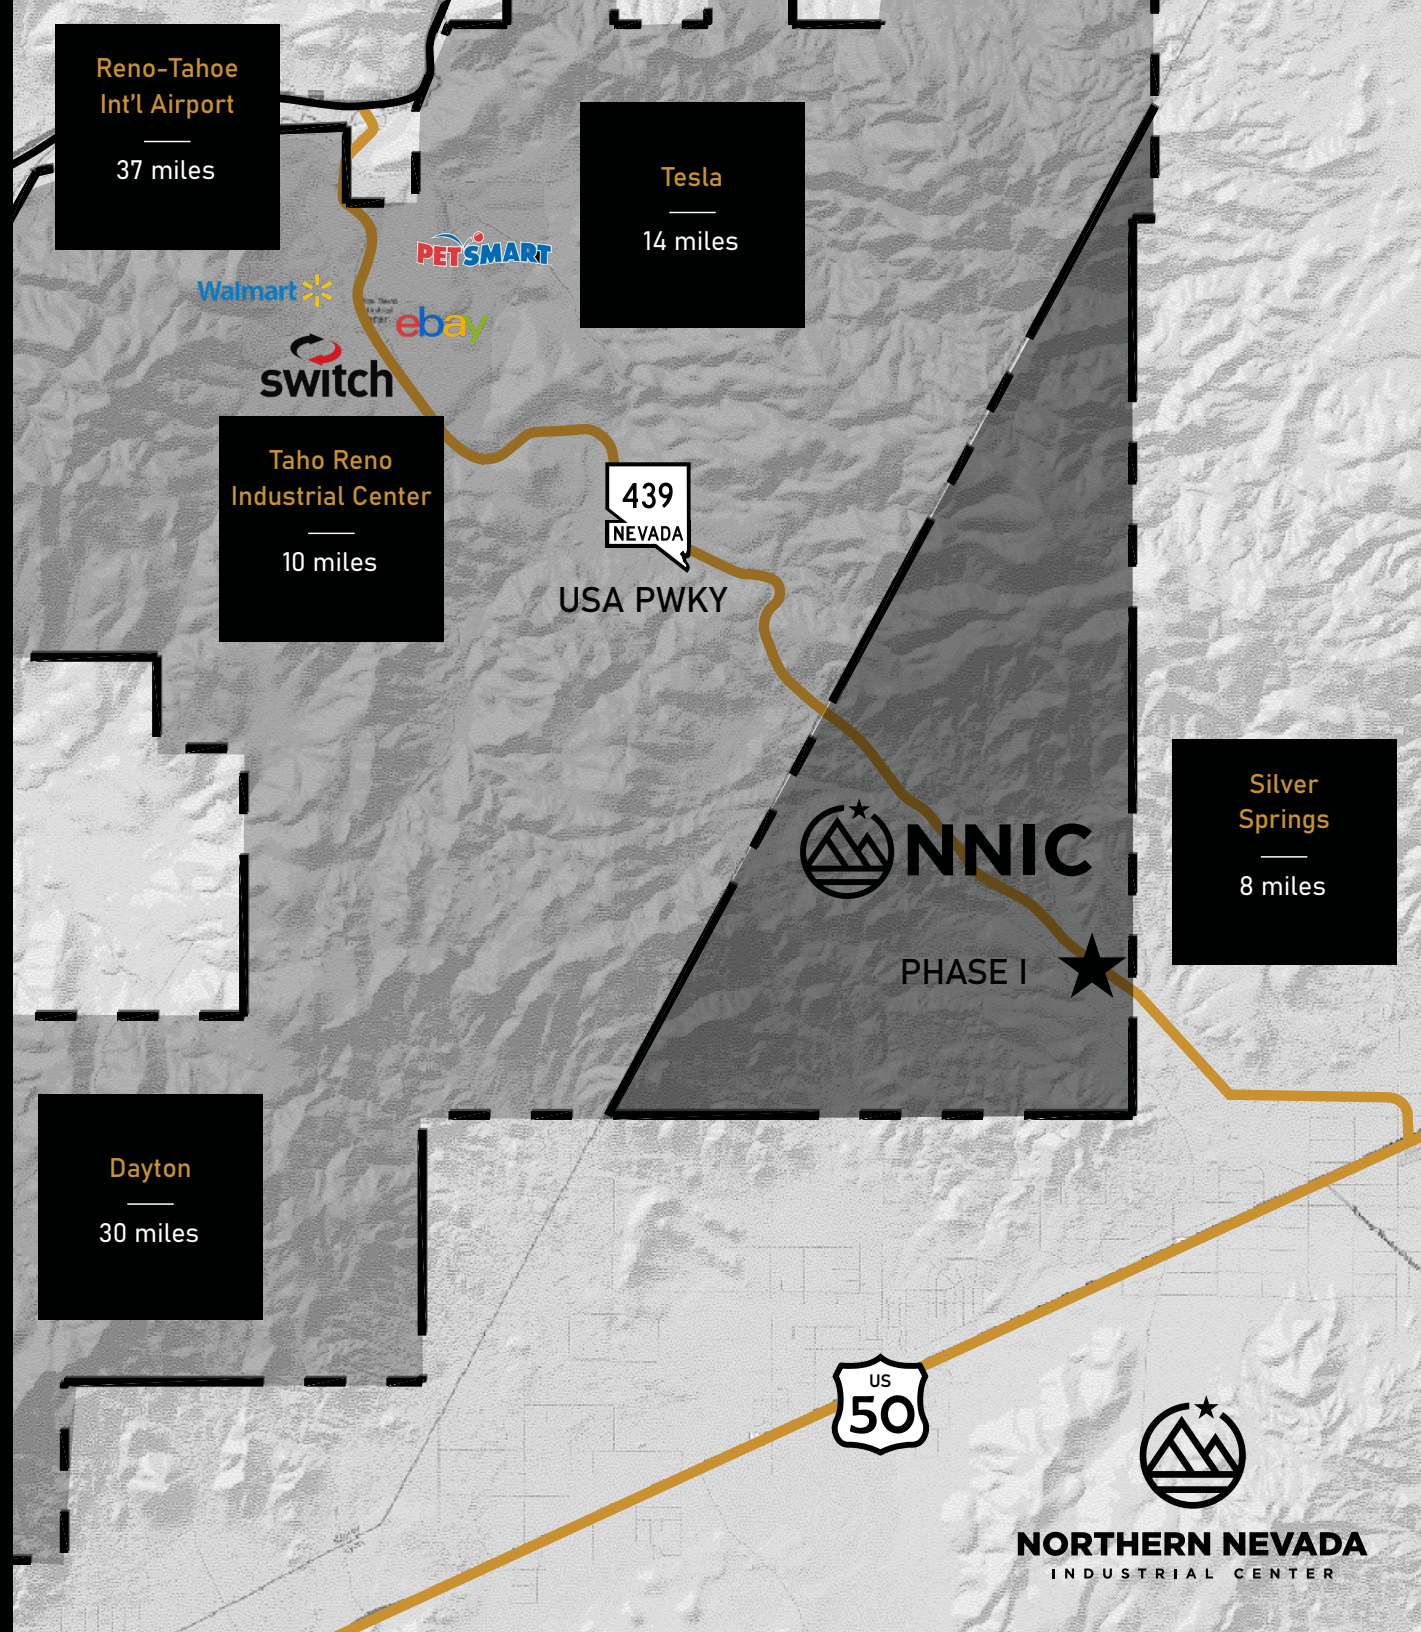 Reno-Tahoe
Int'l Airport
37 miles
Tesla
14 miles
PETSMART
Walmart
ebay
switch
Taho Reno
Industrial Center
10 miles
439
NEVADA
USA PWKY
Silver
Springs
8 miles
NNIC
PHASE I
Dayton
30 miles
US
50
NORTHERN NEVADA
INDUSTRIAL CENTER